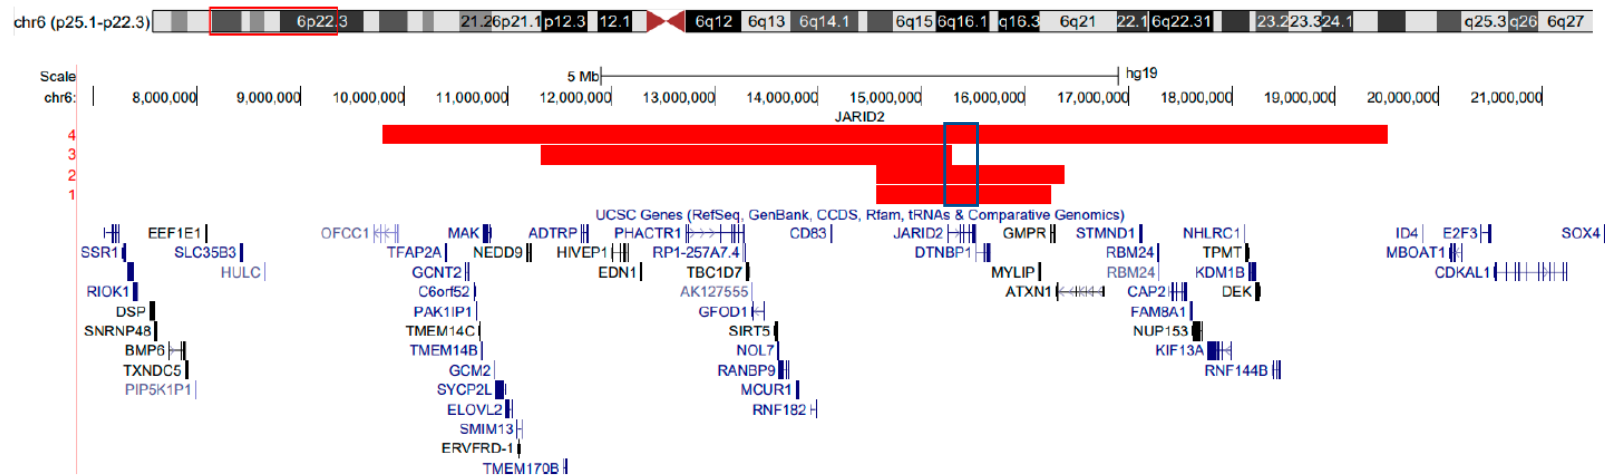 chr6 (p25.1-p22.3) 6p22.3 21.2 6p21.1 p12.3 12.1 6q12 6q13 6q14.1 6q15 6q16.1 q16.3 6q21 22.1 6q22.31 23.2 23.3 24.1 q25.3 q26 6q27
Scale 5 Mb hg19
chr6: 8,000,000 9,000,000 10,000,000 11,000,000 12,000,000 13,000,000 14,000,000 15,000,000 16,000,000 17,000,000 18,000,000 19,000,000 20,000,000 21,000,000
JARID2
4
3
2
1
UCSC Genes (RefSeq, GenBank, CCDS, Rfam, tRNAs & Comparative Genomics)
EEF1E1 OFCC1 MAK ADTRP PHACTR1 CD83 JARID2 GMPR STMND1 NHLRC1 ID4 E2F3 SOX4
SSR1 SLC35B3 TFAP2A NEDD9 HIVEP1 RP1-257A7.4 DTNBP1 RBM24 TPMT MBOAT1
HULC GCNT2 EDN1 TBC1D7 MYLIP RBM24 KDM1B CDKAL1
RIOK1 C6orf52 AK127555 ATXN1 CAP2 DEK
DSP PAK1IP1 GFOD1 FAM8A1
SNRNP48 TMEM14C SIRT5 NUP153
BMP6 TMEM14B NOL7 KIF13A
TXNDC5 GCM2 RANBP9 RNF144B
PIP5K1P1 SYCP2L MCUR1
ELOVL2 RNF182
SMIM13
ERVFRD-1
TMEM170B